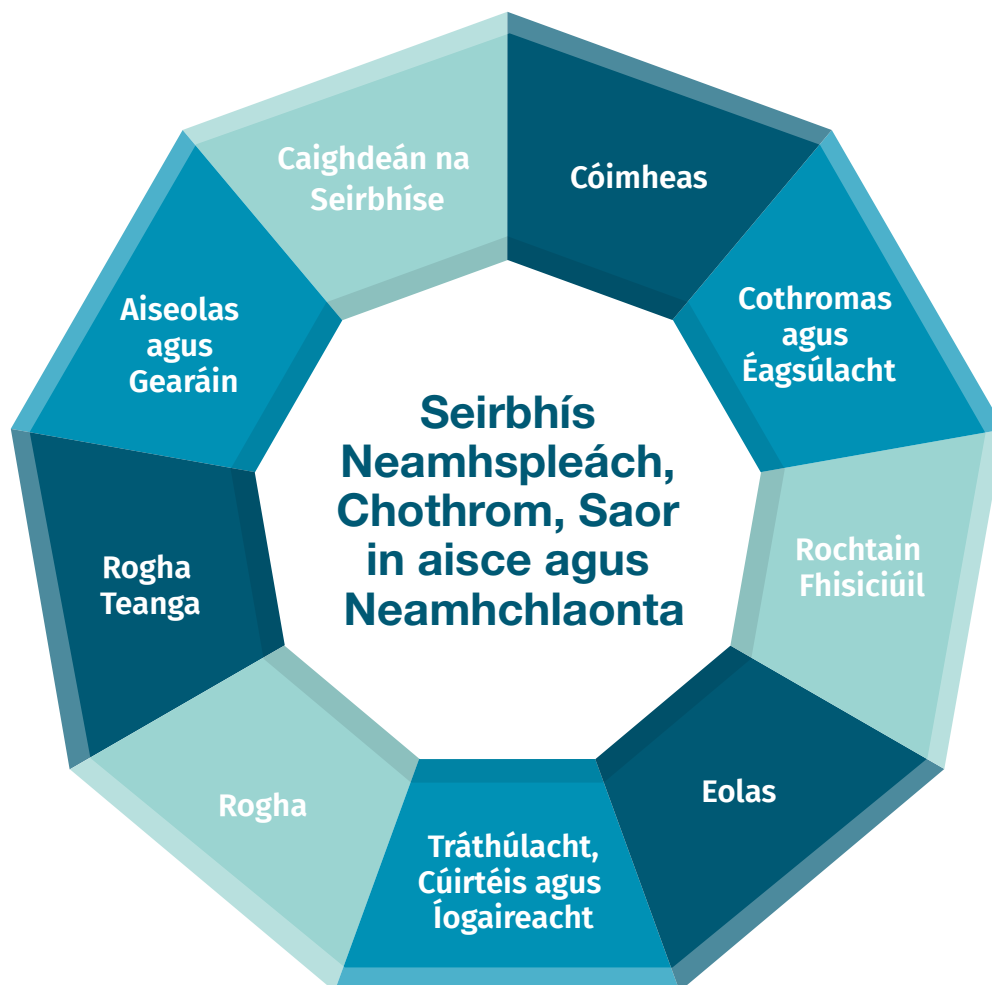 Caighdeán na
Seirbhíse
Cóimheas
Cothromas
agus
Éagsúlacht
Rochtain
Fhisiciúil
Eolas
Tráthúlacht,
Cúirtéis agus
Íogaireacht
Rogha
Rogha
Teanga
Aiseolas
agus
Gearáin
Seirbhís
Neamhspleách,
Chothrom, Saor
in aisce agus
Neamhchlaonta